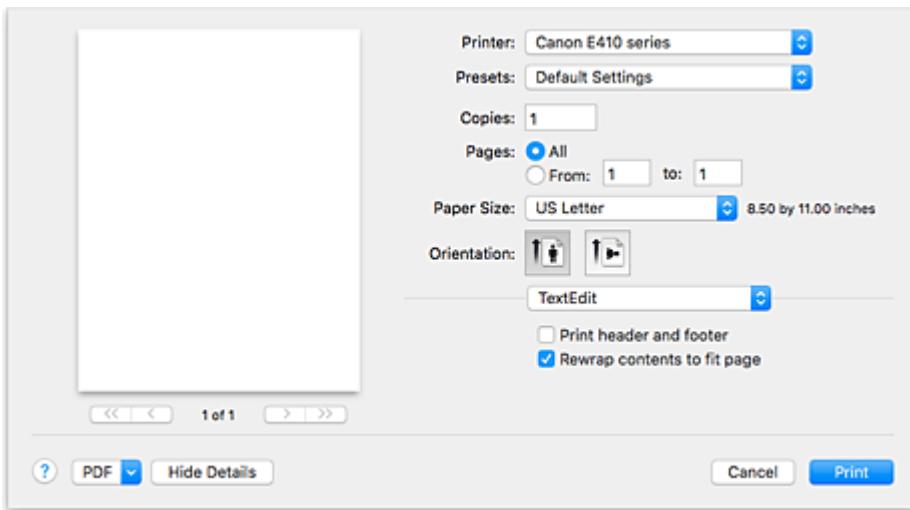 Printer: Canon E410 series
Presets: Default Settings
Copies: 1
Pages: All
From: 1 to: 1
Paper Size: US Letter 8.50 by 11.00 inches
Orientation:
TextEdit
Print header and footer
Rewrap contents to fit page
<< < 1 of 1 > >>
? PDF Hide Details Cancel Print